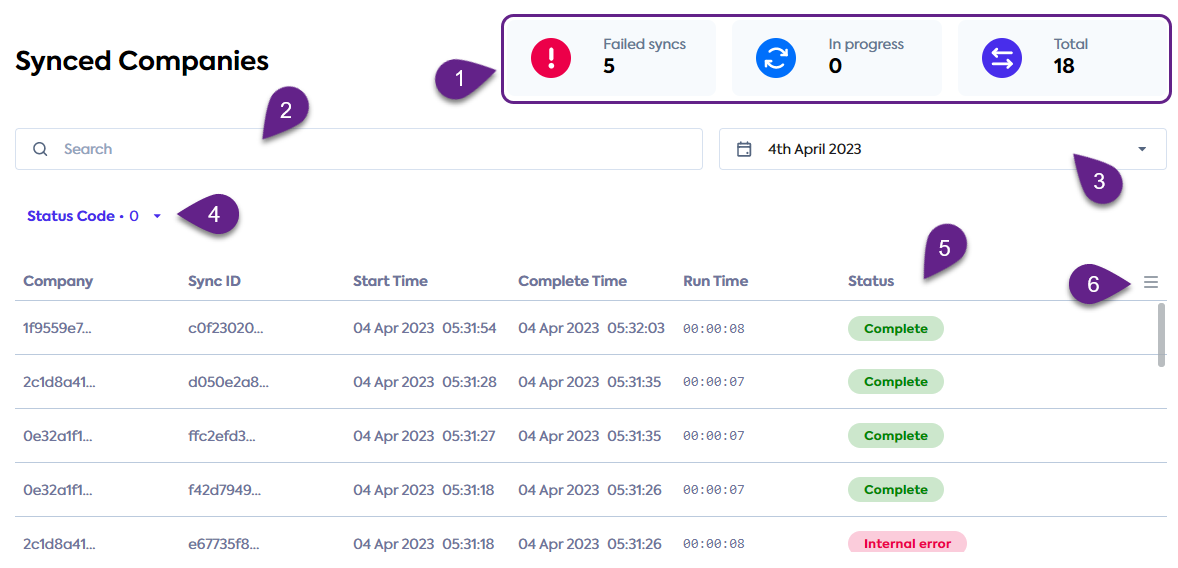 Synced Companies
1
Failed syncs
5
In progress
0
Total
18
2
Search
4th April 2023
3
Status Code • 0
4
5
6
Company Sync ID Start Time Complete Time Run Time Status
1f9559e7... c0f23020... 04 Apr 2023 05:31:54 04 Apr 2023 05:32:03 00:00:08 Complete
2c1d8a41... d050e2a8... 04 Apr 2023 05:31:28 04 Apr 2023 05:31:35 00:00:07 Complete
0e32a1f1... ffc2efd3... 04 Apr 2023 05:31:27 04 Apr 2023 05:31:35 00:00:07 Complete
0e32a1f1... f42d7949... 04 Apr 2023 05:31:18 04 Apr 2023 05:31:26 00:00:07 Complete
2c1d8a41... e67735f8... 04 Apr 2023 05:31:18 04 Apr 2023 05:31:26 00:00:08 Internal error